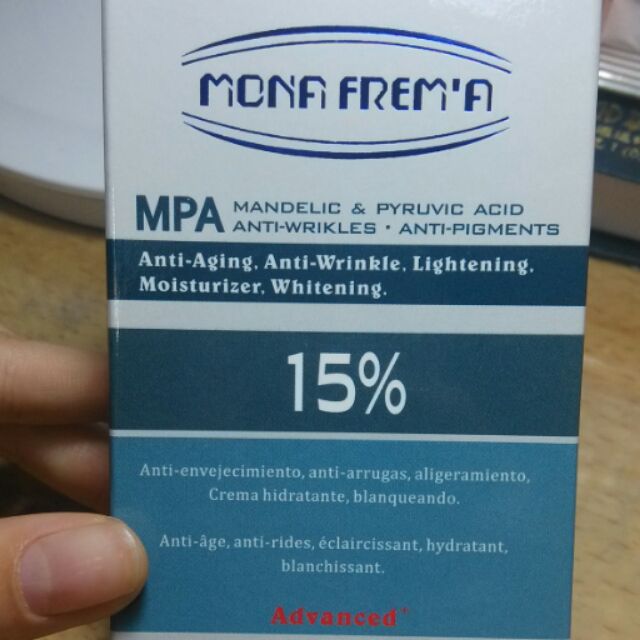 MONA FREM'A
MPA MANDELIC & PYRUVIC ACID
ANTI-WRIKLES · ANTI-PIGMENTS
Anti-Aging, Anti-Wrinkle, Lightening,
Moisturizer, Whitening.
15%
Anti-envejecimiento, anti-arrugas, aligeramiento,
Crema hidratante, blanqueando.
Anti-âge, anti-rides, éclaircissant, hydratant,
blanchissant.
Advanced+